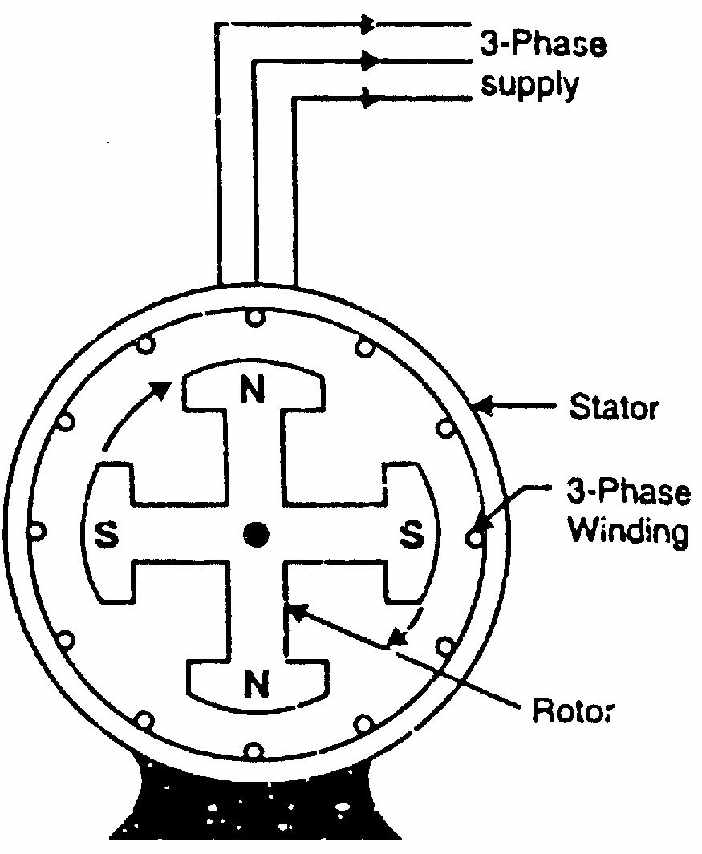 3-Phase
supply
N
Stator
3-Phase
Winding
S
S
N
Rotor